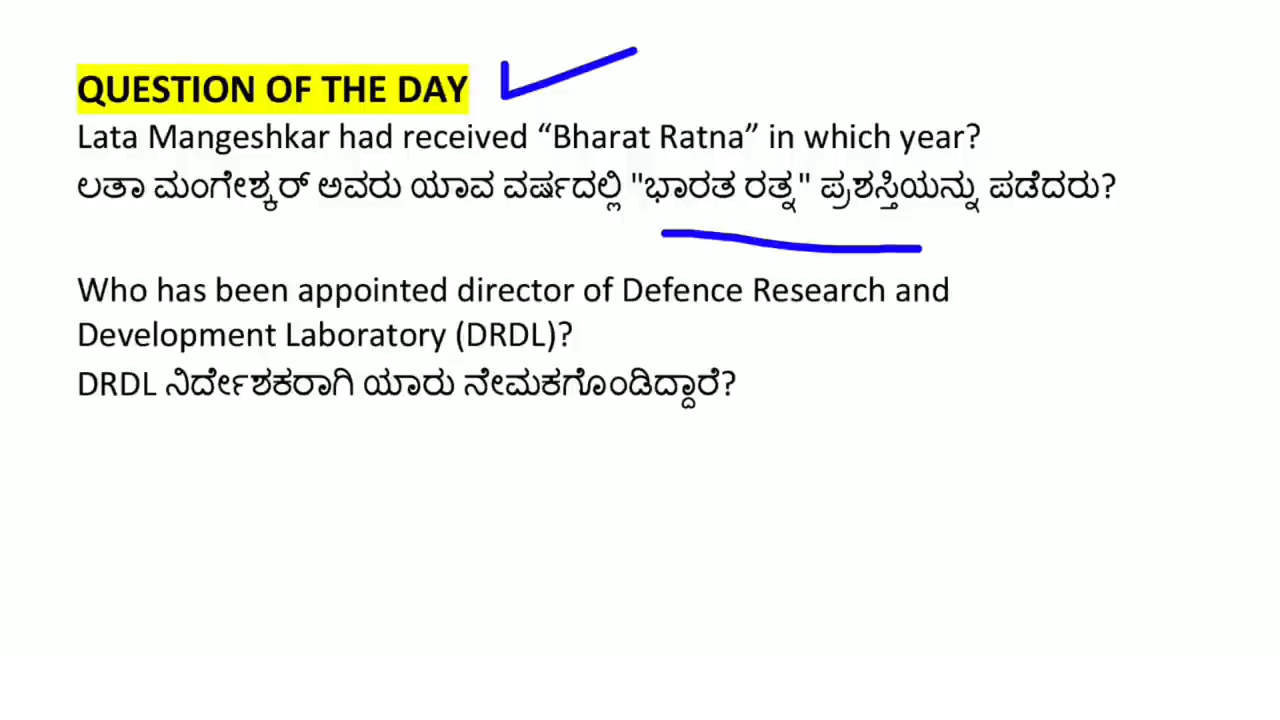 QUESTION OF THE DAY
Lata Mangeshkar had received “Bharat Ratna” in which year?
ಲತಾ ಮಂಗೇಶ್ಕರ್ ಅವರು ಯಾವ ವರ್ಷದಲ್ಲಿ "ಭಾರತ ರತ್ನ" ಪ್ರಶಸ್ತಿಯನ್ನು ಪಡೆದರು?
Who has been appointed director of Defence Research and
Development Laboratory (DRDL)?
DRDL ನಿರ್ದೇಶಕರಾಗಿ ಯಾರು ನೇಮಕಗೊಂಡಿದ್ದಾರೆ?